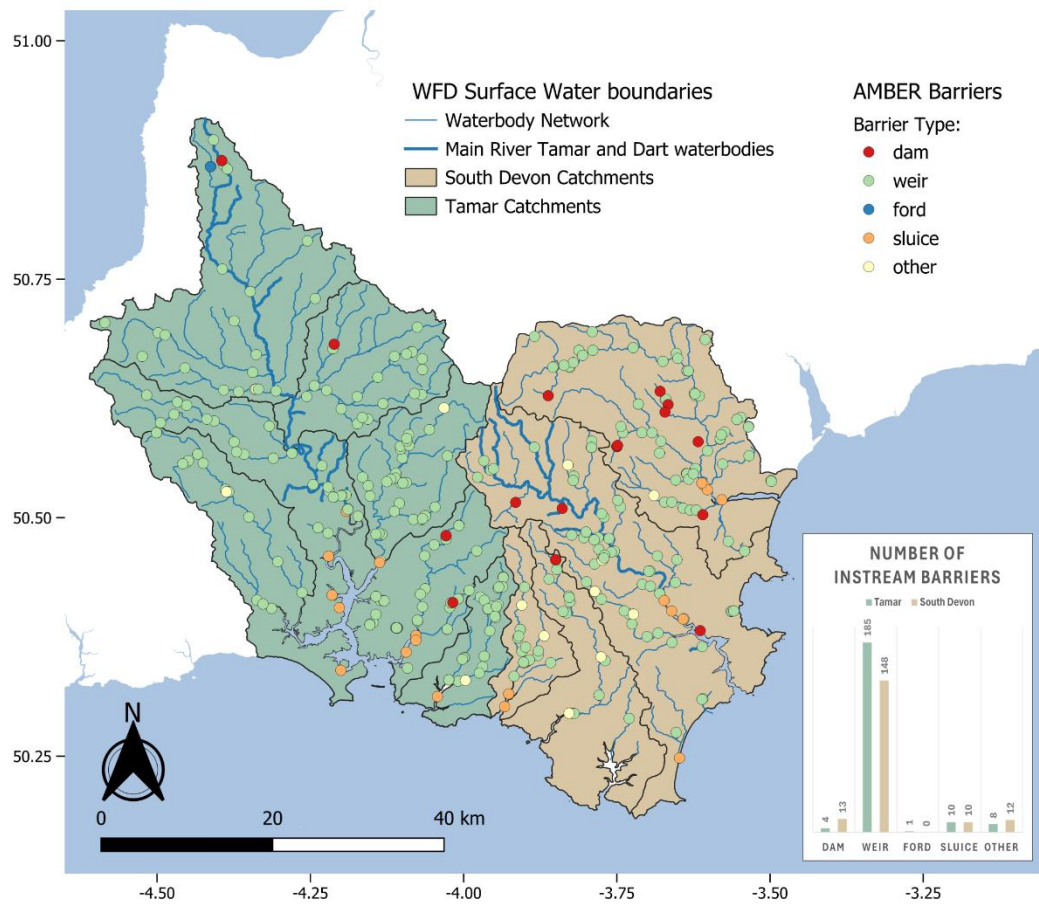 51.00
50.75
50.50
50.25
WFD Surface Water boundaries
Waterbody Network
Main River Tamar and Dart waterbodies
South Devon Catchments
Tamar Catchments
AMBER Barriers
Barrier Type:
dam
weir
ford
sluice
other
NUMBER OF
INSTREAM BARRIERS
Tamar South Devon
4 13 185 148 1 0 10 10 8 12
DAM WEIR FORD SLUICE OTHER
N
0 20 40 km
-4.50 -4.25 -4.00 -3.75 -3.50 -3.25